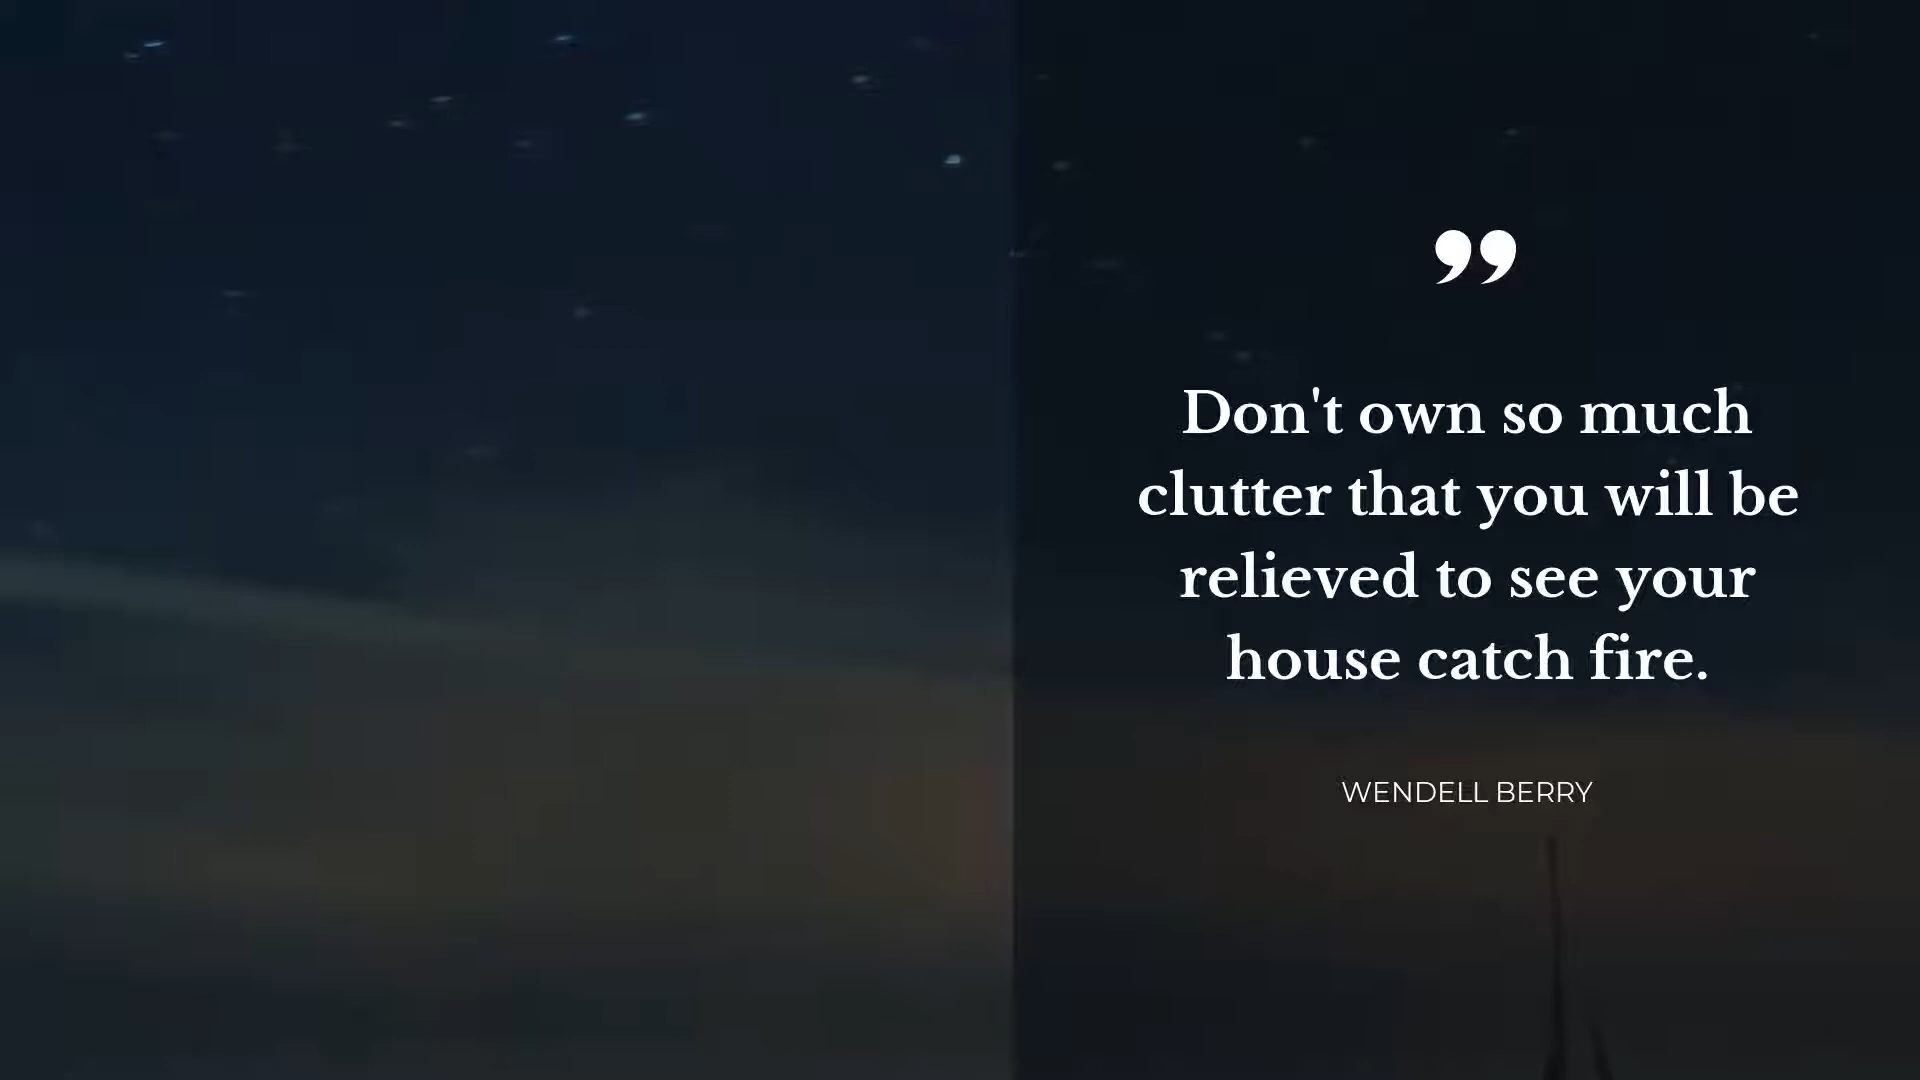 ”
Don't own so much
clutter that you will be
relieved to see your
house catch fire.
WENDELL BERRY